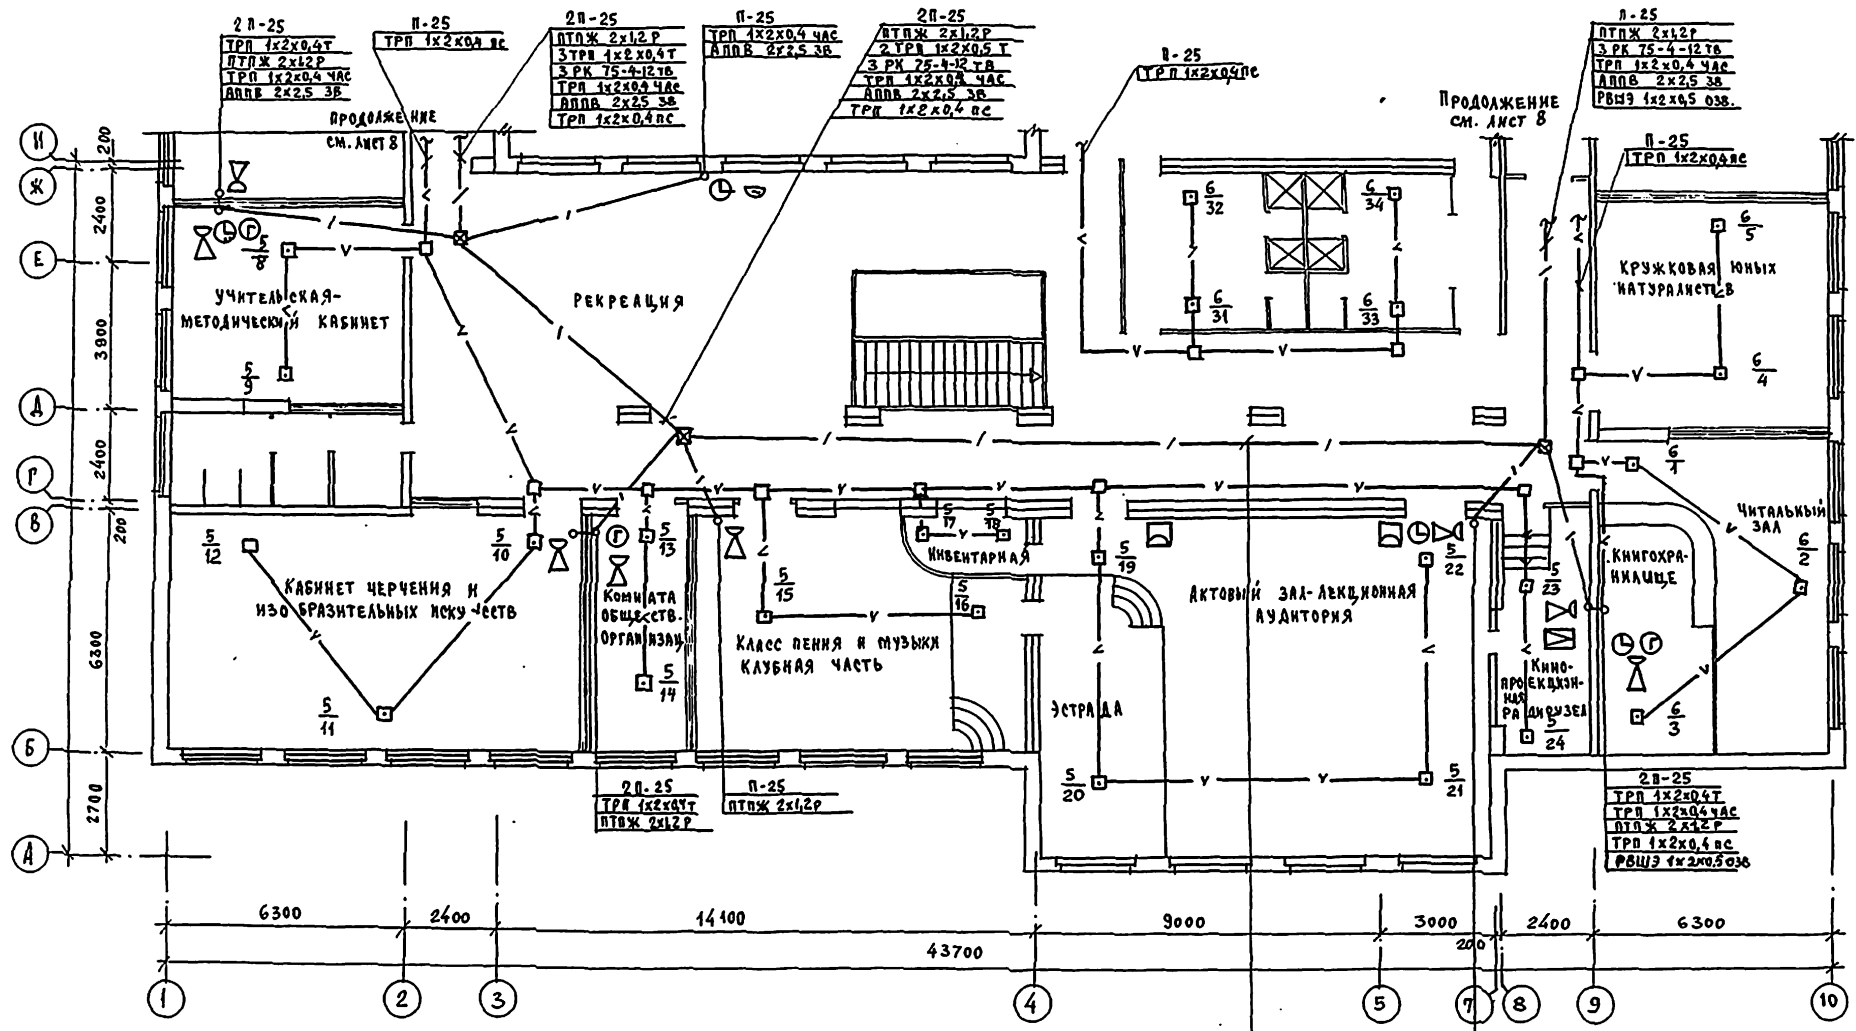 2П-25
ТРП 1х2х0,4Т
ПТПЖ 2х1,2Р
ТРП 1х2х0,4 ЧАС
АППВ 2х2,5 ЗВ
П-25
ТРП 1х2х0,4 ПС
2П-25
ПТПЖ 2х1,2Р
3ТРП 1х2х0,4Т
3 РК 75-4-12ТВ
ТРП 1х2х0,4 ЧАС
АППВ 2х2,5 ЗВ
ТРП 1х2х0,4ПС
П-25
ТРП 1х2х0,4 ЧАС
АППВ 2х2,5 ЗВ
2П-25
ПТПЖ 2х1,2Р
2 ТРП 1х2х0,5 Т
3 РК 75-4-12 ТВ
ТРП 1х2х0,4 ЧАС
АППВ 2х2,5 ЗВ
ТРП 1х2х0,4 ПС
П-25
ТРП 1х2х0,4ПС
П-25
ПТПЖ 2х1,2Р
3 РК 75-4-12ТВ
ТРП 1х2х0,4 ЧАС
АППВ 2х2,5 ЗВ
РВШЭ 1х2х0,5 ОЗВ.
П-25
ТРП 1х2х0,4ПС
ПРОДОЛЖЕНИЕ
СМ. ЛИСТ 8
ПРОДОЛЖЕНИЕ
СМ. ЛИСТ 8
И
Ж
Е
Д
Г
В
Б
А
200
2400
3900
2400
200
6300
2700
Г
5/8
УЧИТЕЛЬСКАЯ-
МЕТОДИЧЕСКИЙ КАБИНЕТ
5/9
РЕКРЕАЦИЯ
6/32
6/34
6/31
6/33
6/5
КРУЖКОВАЯ ЮНЫХ
НАТУРАЛИСТОВ
6/4
6/1
ЧИТАЛЬНЫЙ
ЗАЛ
6/2
КНИГОХРА-
НИЛИЩЕ
Г
6/3
5/12
5/10
КАБИНЕТ ЧЕРЧЕНИЯ И
ИЗОБРАЗИТЕЛЬНЫХ ИСКУССТВ
5/11
Г
5/13
КОМНАТА
ОБЩЕСТВ.
ОРГАНИЗАЦ
5/14
5/15
КЛАСС ПЕНИЯ И МУЗЫКИ
КЛУБНАЯ ЧАСТЬ
5/17
5/18
ИНВЕНТАРНАЯ
5/16
5/19
АКТОВЫЙ ЗАЛ-ЛЕКЦИОННАЯ
АУДИТОРИЯ
5/22
ЭСТРАДА
5/20
5/21
5/23
КИНО-
ПРОЕКЦИОН-
НАЯ
РАДИОУЗЕЛ
5/24
2П-25
ТРП 1х2х0,4Т
ПТПЖ 2х1,2Р
П-25
ПТПЖ 2х1,2Р
2П-25
ТРП 1х2х0,4Т
ТРП 1х2х0,4ЧАС
ПТПЖ 2х1,2Р
ТРП 1х2х0,4 ПС
РВШЭ 1х2х0,5 ОЗВ
6300
2400
14100
9000
3000
200
2400
6300
43700
1
2
3
4
5
7
8
9
10